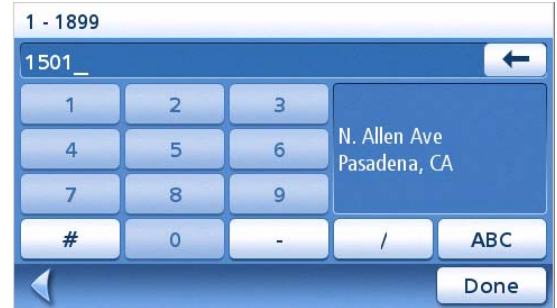 1 - 1899
1501_
1 2 3
N. Allen Ave
4 5 6
Pasadena, CA
7 8 9
# 0 - / ABC
Done